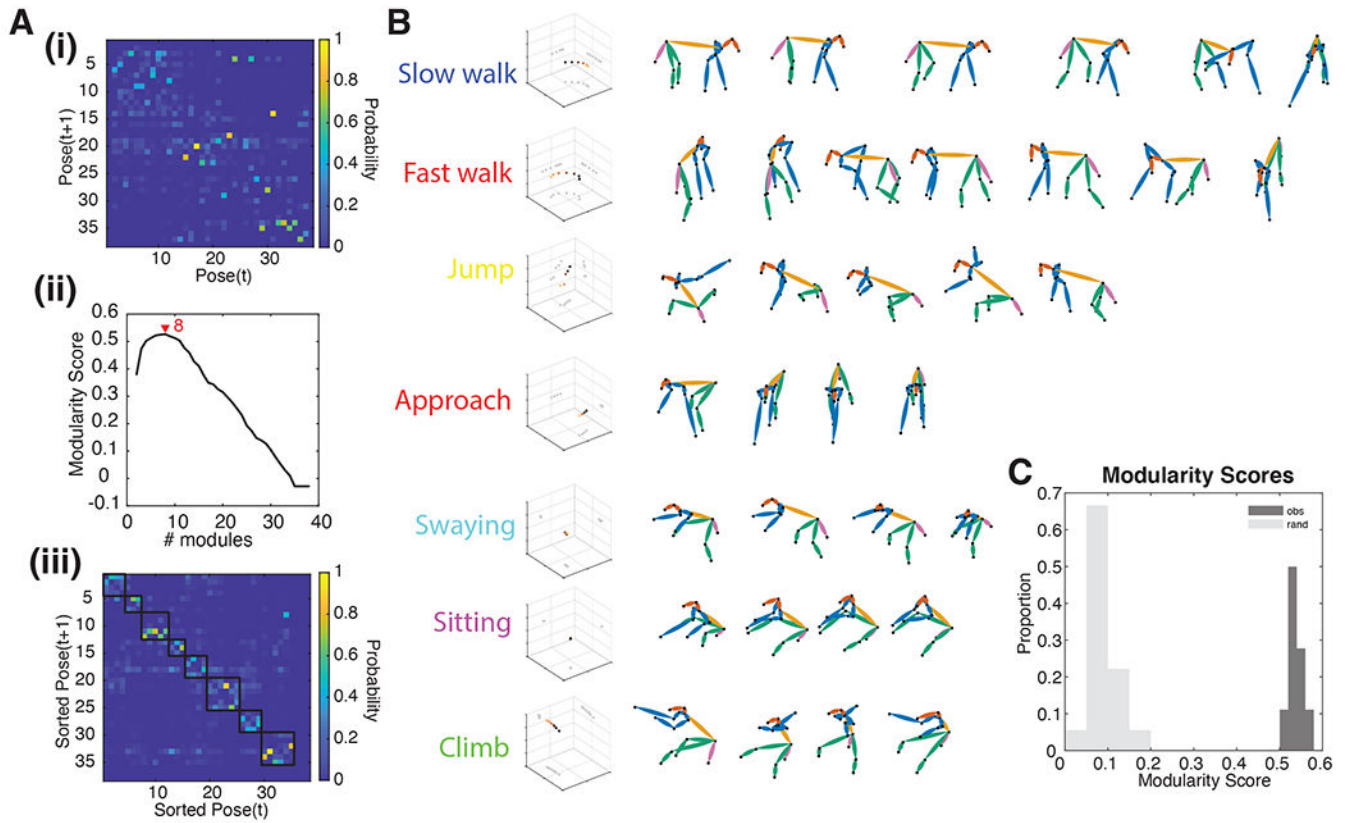 A
(i)
5
10
15
20
25
30
35
Pose(t+1)
10
20
30
Pose(t)
1
0.8
0.6
0.4
0.2
0
Probability
(ii)
0.6
0.5
0.4
0.3
0.2
0.1
0
-0.1
Modularity Score
8
0
10
20
30
40
# modules
(iii)
5
10
15
20
25
30
35
Sorted Pose(t+1)
10
20
30
Sorted Pose(t)
1
0.8
0.6
0.4
0.2
0
Probability
B
Slow walk
Fast walk
Jump
Approach
Swaying
Sitting
Climb
C
Modularity Scores
obs
rand
0.7
0.6
0.5
0.4
0.3
0.2
0.1
0
Proportion
0
0.1
0.2
0.3
0.4
0.5
0.6
Modularity Score